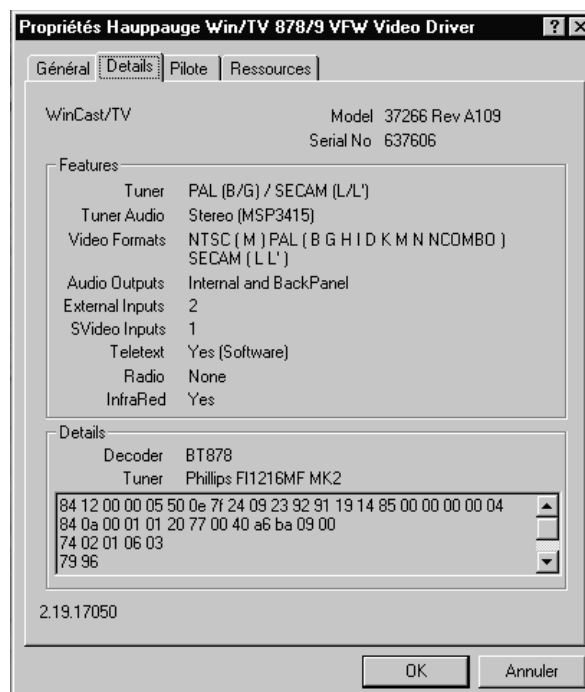 Propriétés Hauppauge Win/TV 878/9 VFW Video Driver
Général Details Pilote Ressources
WinCast/TV Model 37266 Rev A109
Serial No 637606
Features
Tuner PAL (B/G) / SECAM (L/L')
Tuner Audio Stereo (MSP3415)
Video Formats NTSC ( M ) PAL ( B G H I D K M N NCOMBO )
SECAM ( L L' )
Audio Outputs Internal and BackPanel
External Inputs 2
SVideo Inputs 1
Teletext Yes (Software)
Radio None
InfraRed Yes
Details
Decoder BT878
Tuner Phillips FI1216MF MK2
84 12 00 00 05 50 0e 7f 24 09 23 92 91 19 14 85 00 00 00 00 04
84 0a 00 01 01 20 77 00 40 a6 ba 09 00
74 02 01 06 03
79 96
2.19.17050
OK Annuler